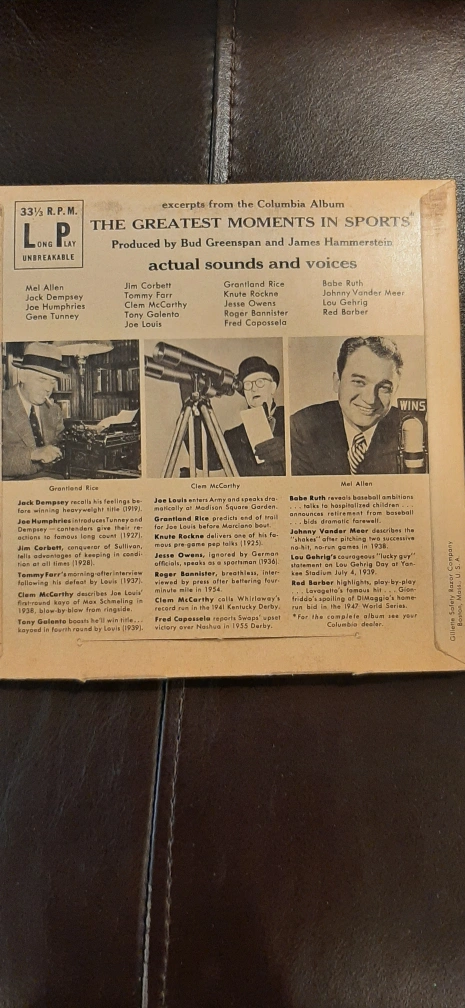 33⅓ R.P.M.
LONG PLAY
UNBREAKABLE
excerpts from the Columbia Album
THE GREATEST MOMENTS IN SPORTS*
Produced by Bud Greenspan and James Hammerstein
actual sounds and voices
Mel Allen
Jack Dempsey
Joe Humphries
Gene Tunney
Jim Corbett
Tommy Farr
Clem McCarthy
Tony Galento
Joe Louis
Grantland Rice
Knute Rockne
Jesse Owens
Roger Bannister
Fred Capossela
Babe Ruth
Johnny Vander Meer
Lou Gehrig
Red Barber
WINS
Grantland Rice
Clem McCarthy
Mel Allen
Jack Dempsey recalls his feelings be-
fore winning heavyweight title (1919).
Joe Humphries introduces Tunney and
Dempsey — contenders give their re-
actions to famous long count (1927).
Jim Corbett, conqueror of Sullivan,
tells advantages of keeping in condi-
tion at all times (1928).
Tommy Farr's morning-after interview
following his defeat by Louis (1937).
Clem McCarthy describes Joe Louis'
first-round kayo of Max Schmeling in
1938, blow-by-blow from ringside.
Tony Galento boasts he'll win title...
kayoed in fourth round by Louis (1939).
Joe Louis enters Army and speaks dra-
matically at Madison Square Garden.
Grantland Rice predicts end of trail
for Joe Louis before Marciano bout.
Knute Rockne delivers one of his fa-
mous pre-game pep talks (1925).
Jesse Owens, ignored by German
officials, speaks as a sportsman (1936).
Roger Bannister, breathless, inter-
viewed by press after bettering four-
minute mile in 1954.
Clem McCarthy calls Whirlaway's
record run in the 1941 Kentucky Derby.
Fred Capossela reports Swaps' upset
victory over Nashua in 1955 Derby.
Babe Ruth reveals baseball ambitions
. . . talks to hospitalized children . . .
announces retirement from baseball
. . . bids dramatic farewell.
Johnny Vander Meer describes the
"shakes" after pitching two successive
no-hit, no-run games in 1938.
Lou Gehrig's courageous "lucky guy"
statement on Lou Gehrig Day at Yan-
kee Stadium July 4, 1939.
Red Barber highlights, play-by-play
. . . Lavagetto's famous hit . . . Gion-
friddo's spoiling of DiMaggio's home-
run bid in the 1947 World Series.
*For the complete album see your
Columbia dealer.
Gillette Safety Razor Company
Boston, Mass., U. S. A.